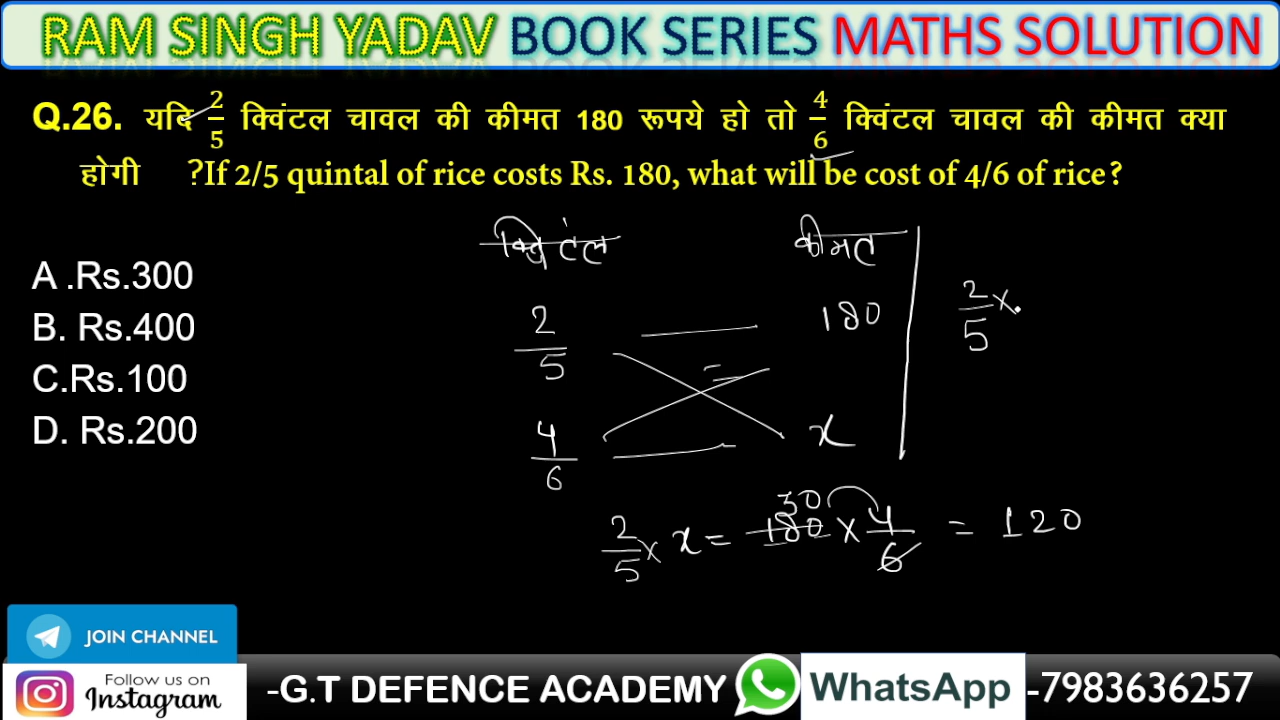 RAM SINGH YADAV BOOK SERIES MATHS SOLUTION
Q.26. यदि 2/5 क्विंटल चावल की कीमत 180 रूपये हो तो 4/6 क्विंटल चावल की कीमत क्या
होगी ?If 2/5 quintal of rice costs Rs. 180, what will be cost of 4/6 of rice?
क्विंटल कीमत
A .Rs.300
B. Rs.400
C.Rs.100
D. Rs.200
2/5 180
=
4/6 x
2/5 ×
30
2/5 × x = 180 × 4/6 = 120
JOIN CHANNEL
Follow us on
Instagram
-G.T DEFENCE ACADEMY WhatsApp -7983636257